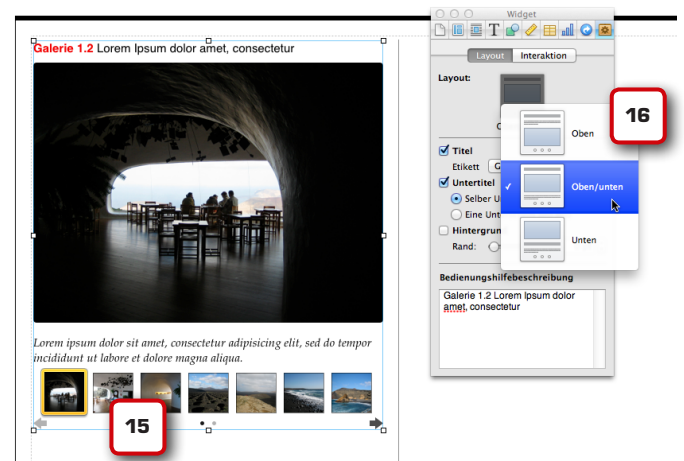 Widget
Galerie 1.2 Lorem Ipsum dolor amet, consectetur
Layout
Interaktion
Layout:
16
Oben
Titel
Etikett
Oben/unten
Untertitel
Selber
Eine
Unten
Rand:
Bedienungshilfebeschreibung
Galerie 1.2 Lorem Ipsum dolor
amet, consectetur
Lorem ipsum dolor sit amet, consectetur adipisicing elit, sed do tempor
incididunt ut labore et dolore magna aliqua.
15